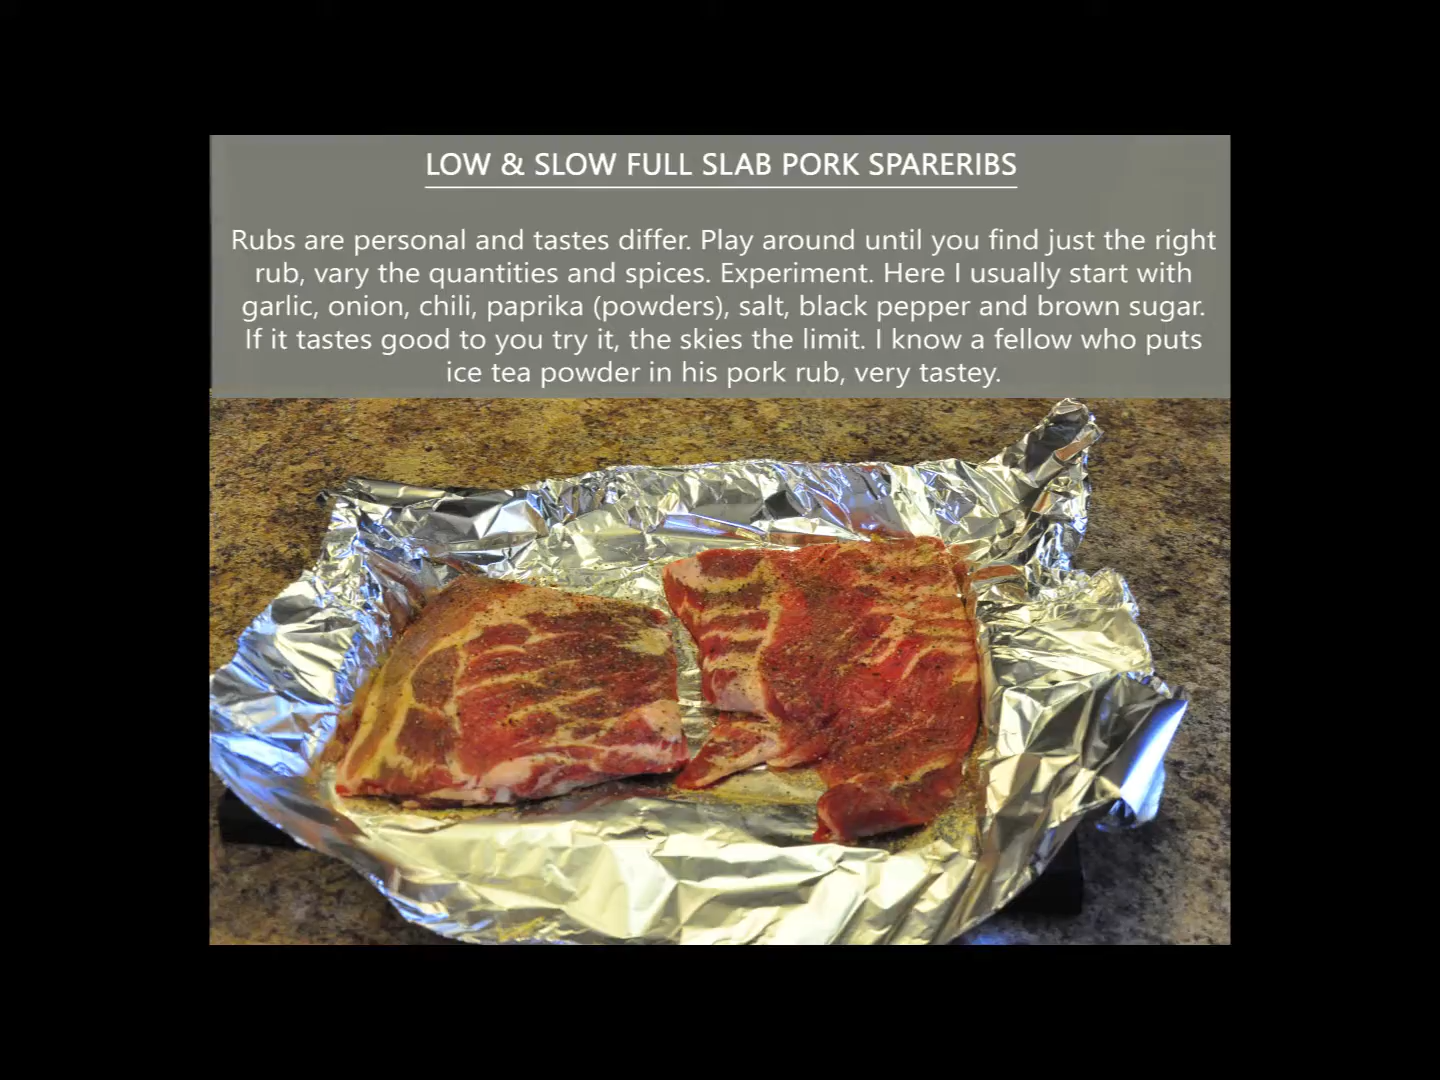 LOW & SLOW FULL SLAB PORK SPARERIBS
Rubs are personal and tastes differ. Play around until you find just the right
rub, vary the quantities and spices. Experiment. Here I usually start with
garlic, onion, chili, paprika (powders), salt, black pepper and brown sugar.
If it tastes good to you try it, the skies the limit. I know a fellow who puts
ice tea powder in his pork rub, very tastey.